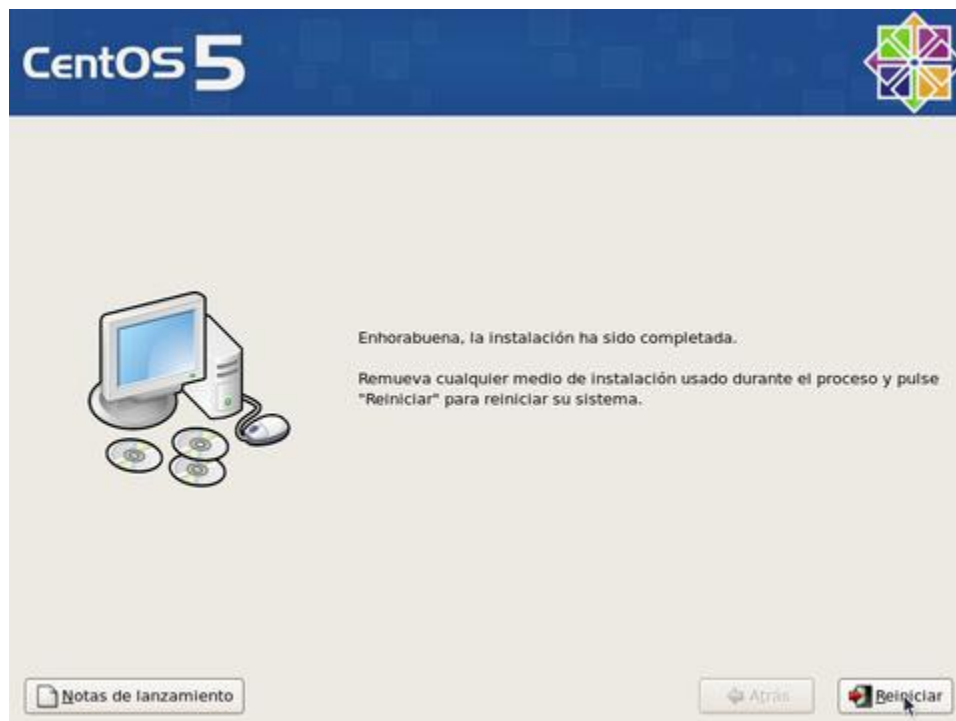 CentOS 5
Enhorabuena, la instalación ha sido completada.
Remueva cualquier medio de instalación usado durante el proceso y pulse
"Reiniciar" para reiniciar su sistema.
Notas de lanzamiento
Atrás
Reiniciar